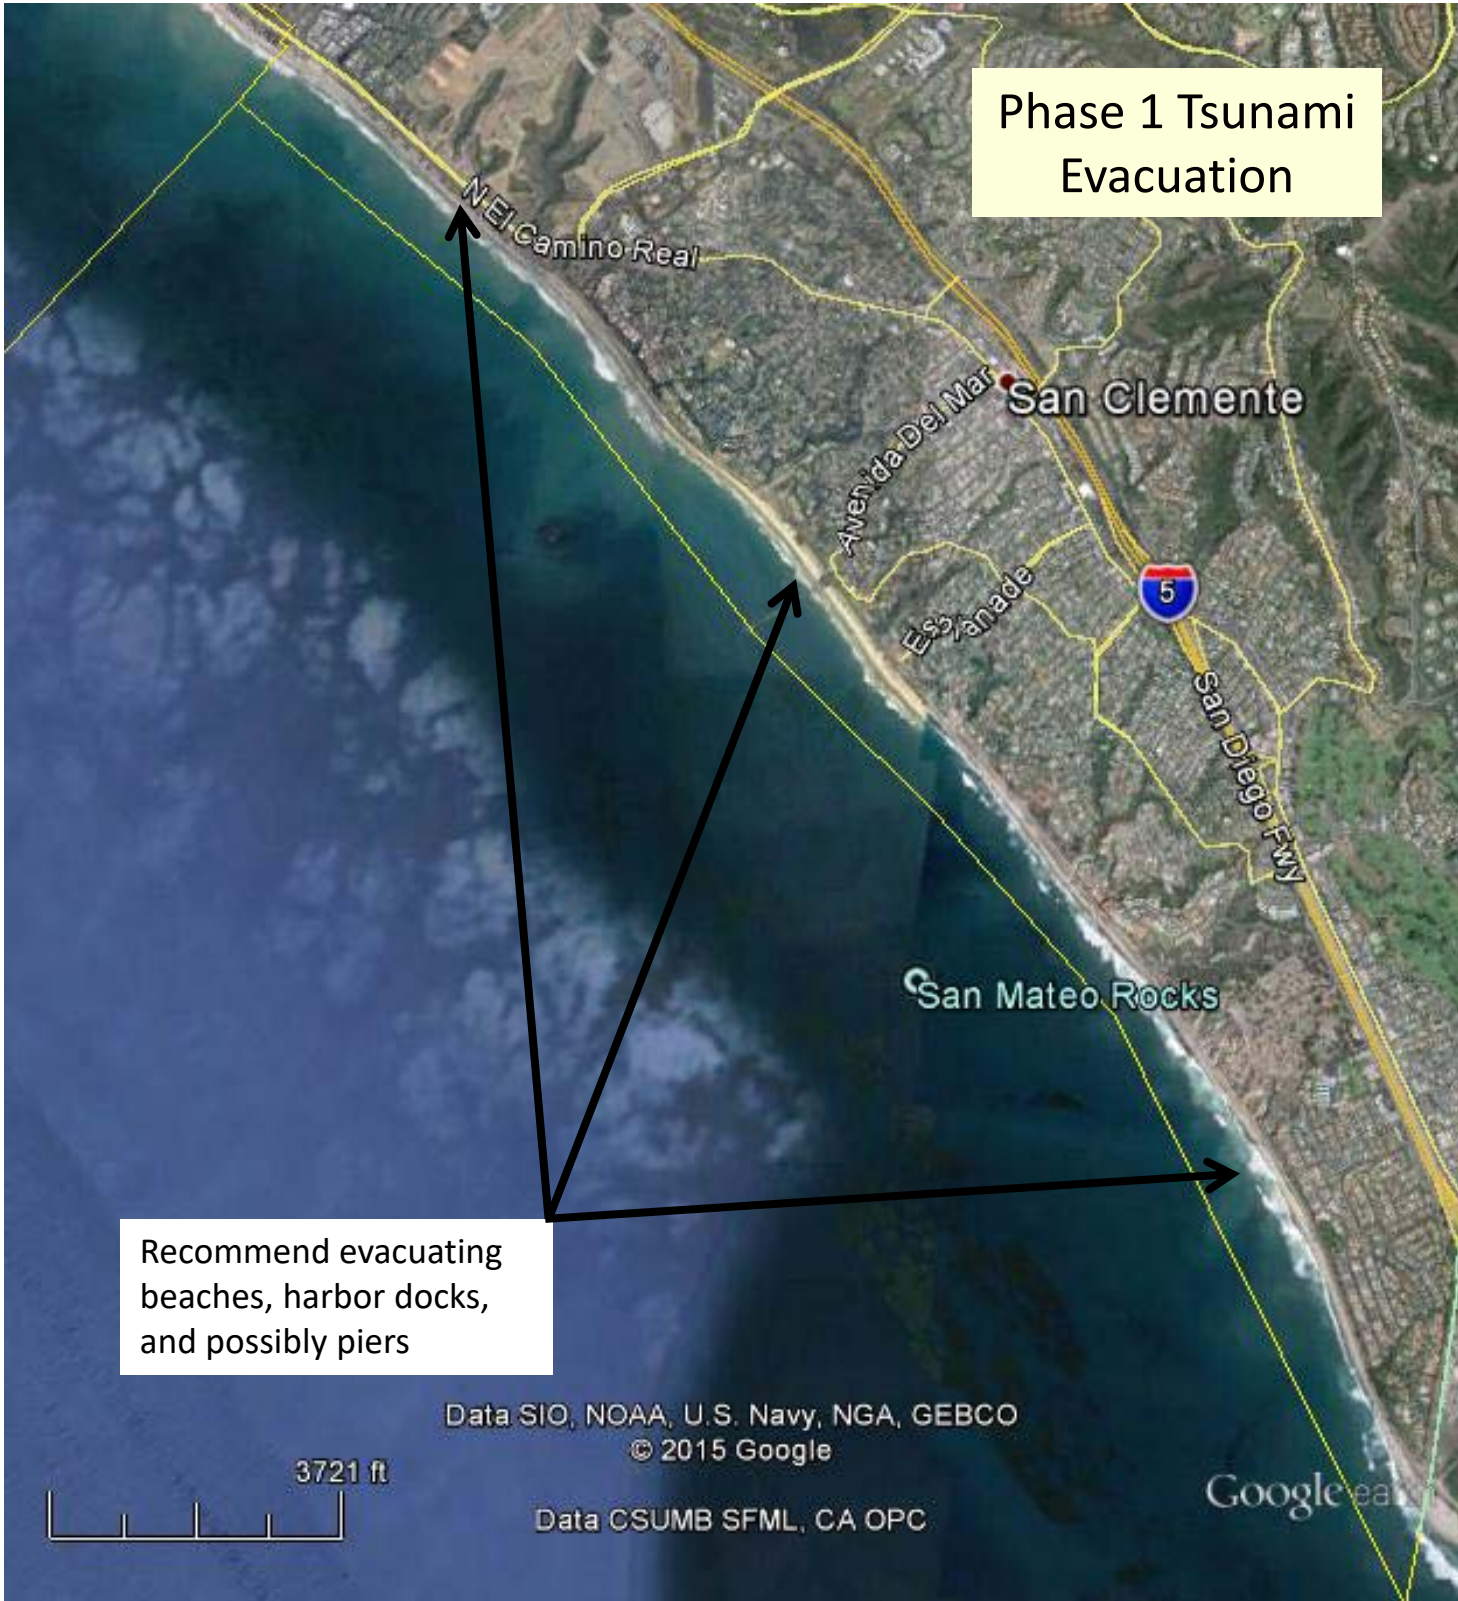 Phase 1 Tsunami
Evacuation
N El Camino Real
Avenida Del Mar
San Clemente
Esplanade
5
San Diego Fwy
San Mateo Rocks
Recommend evacuating
beaches, harbor docks,
and possibly piers
Data SIO, NOAA, U.S. Navy, NGA, GEBCO
© 2015 Google
3721 ft
Data CSUMB SFML, CA OPC
Google